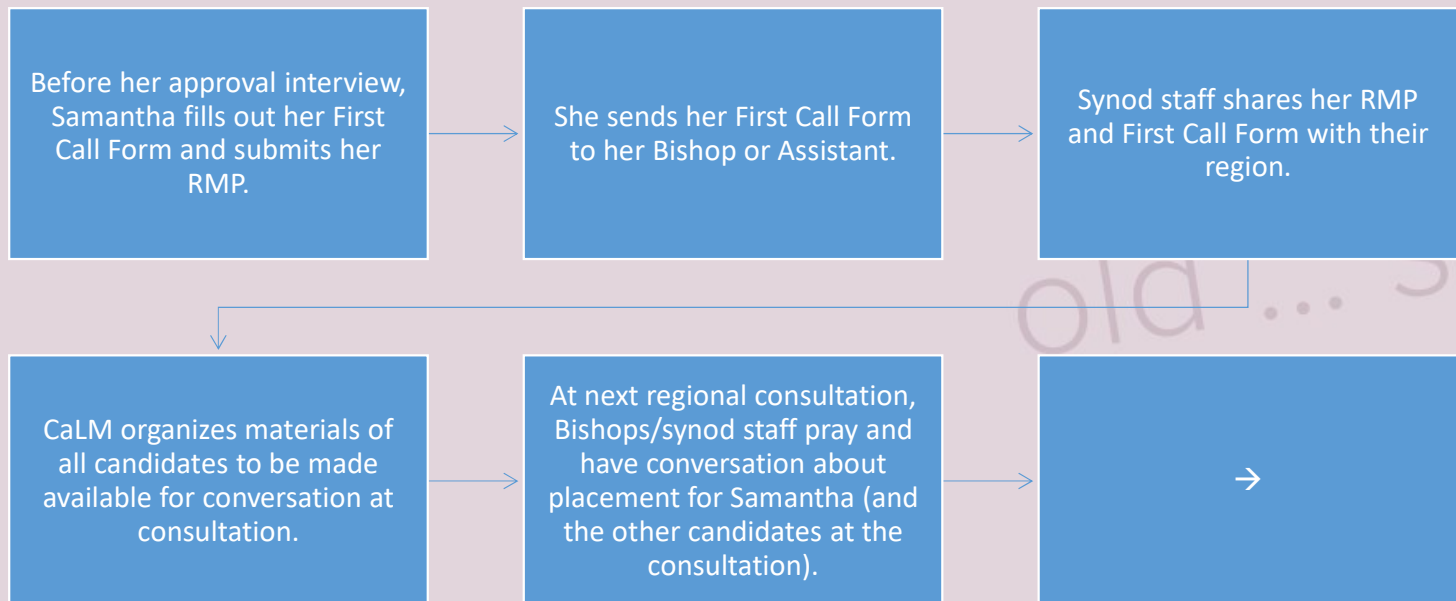 Before her approval interview,
Samantha fills out her First
Call Form and submits her
RMP.
She sends her First Call Form
to her Bishop or Assistant.
Synod staff shares her RMP
and First Call Form with their
region.
old ...
CaLM organizes materials of
all candidates to be made
available for conversation at
consultation.
At next regional consultation,
Bishops/synod staff pray and
have conversation about
placement for Samantha (and
the other candidates at the
consultation).
→